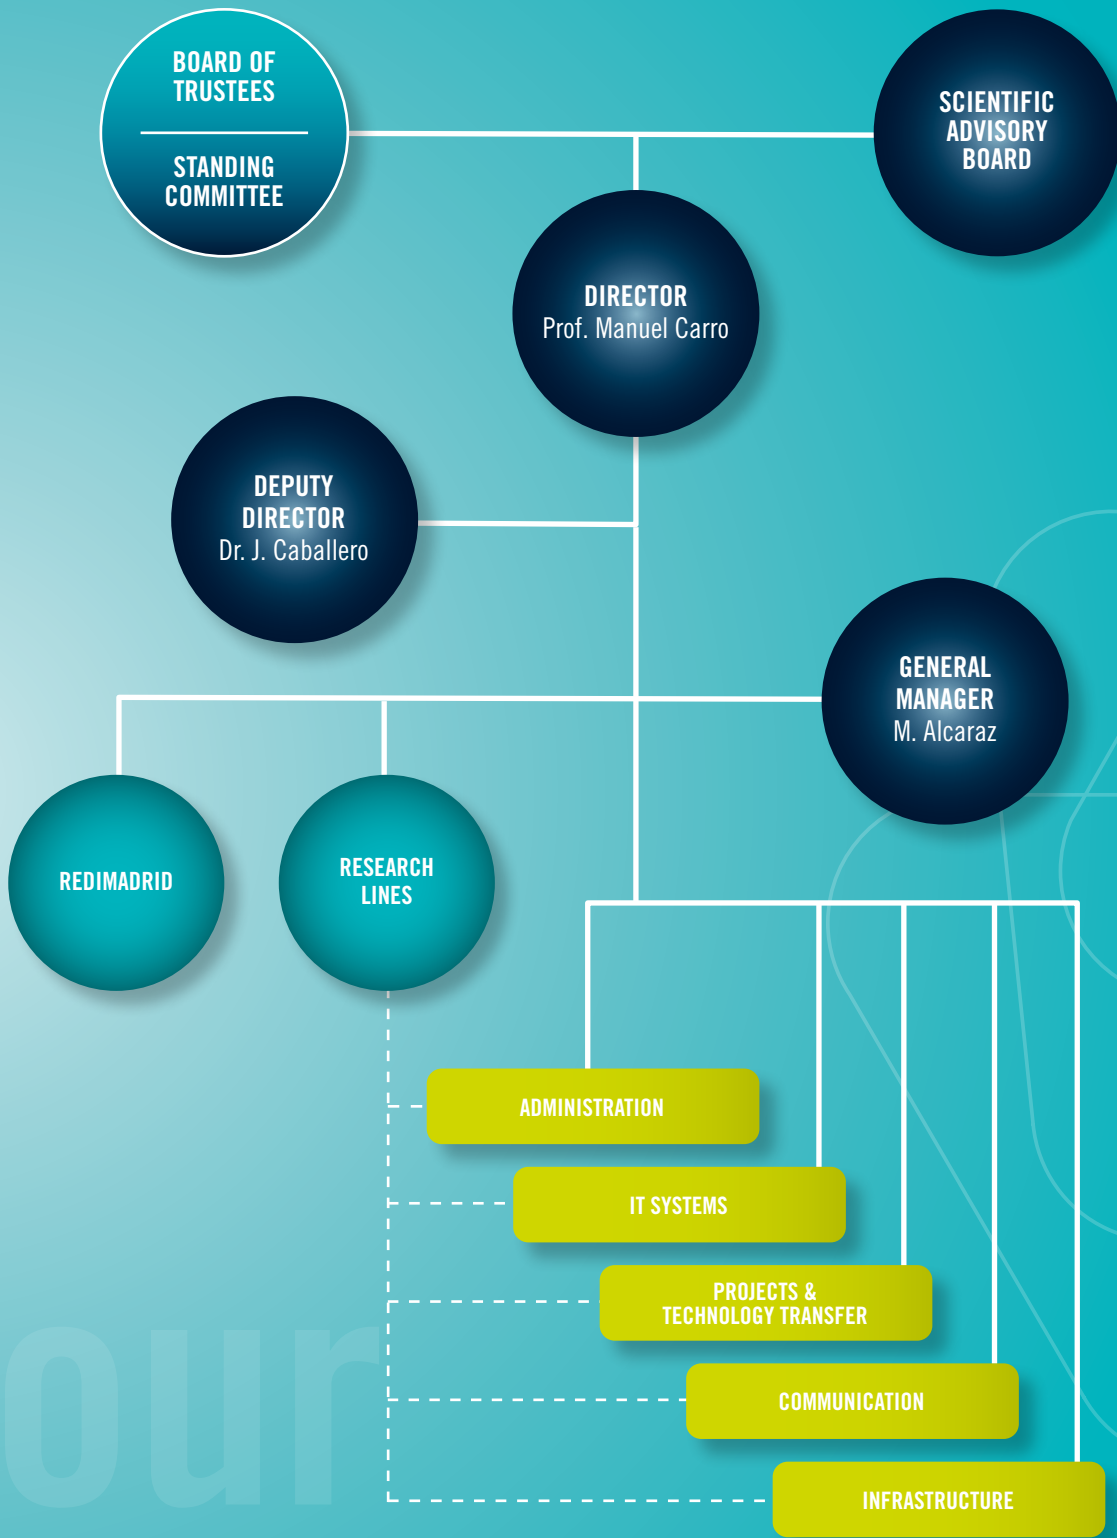 BOARD OF
TRUSTEES
STANDING
COMMITTEE
SCIENTIFIC
ADVISORY
BOARD
DIRECTOR
Prof. Manuel Carro
DEPUTY
DIRECTOR
Dr. J. Caballero
GENERAL
MANAGER
M. Alcaraz
REDIMADRID
RESEARCH
LINES
ADMINISTRATION
IT SYSTEMS
PROJECTS &
TECHNOLOGY TRANSFER
COMMUNICATION
INFRASTRUCTURE
our